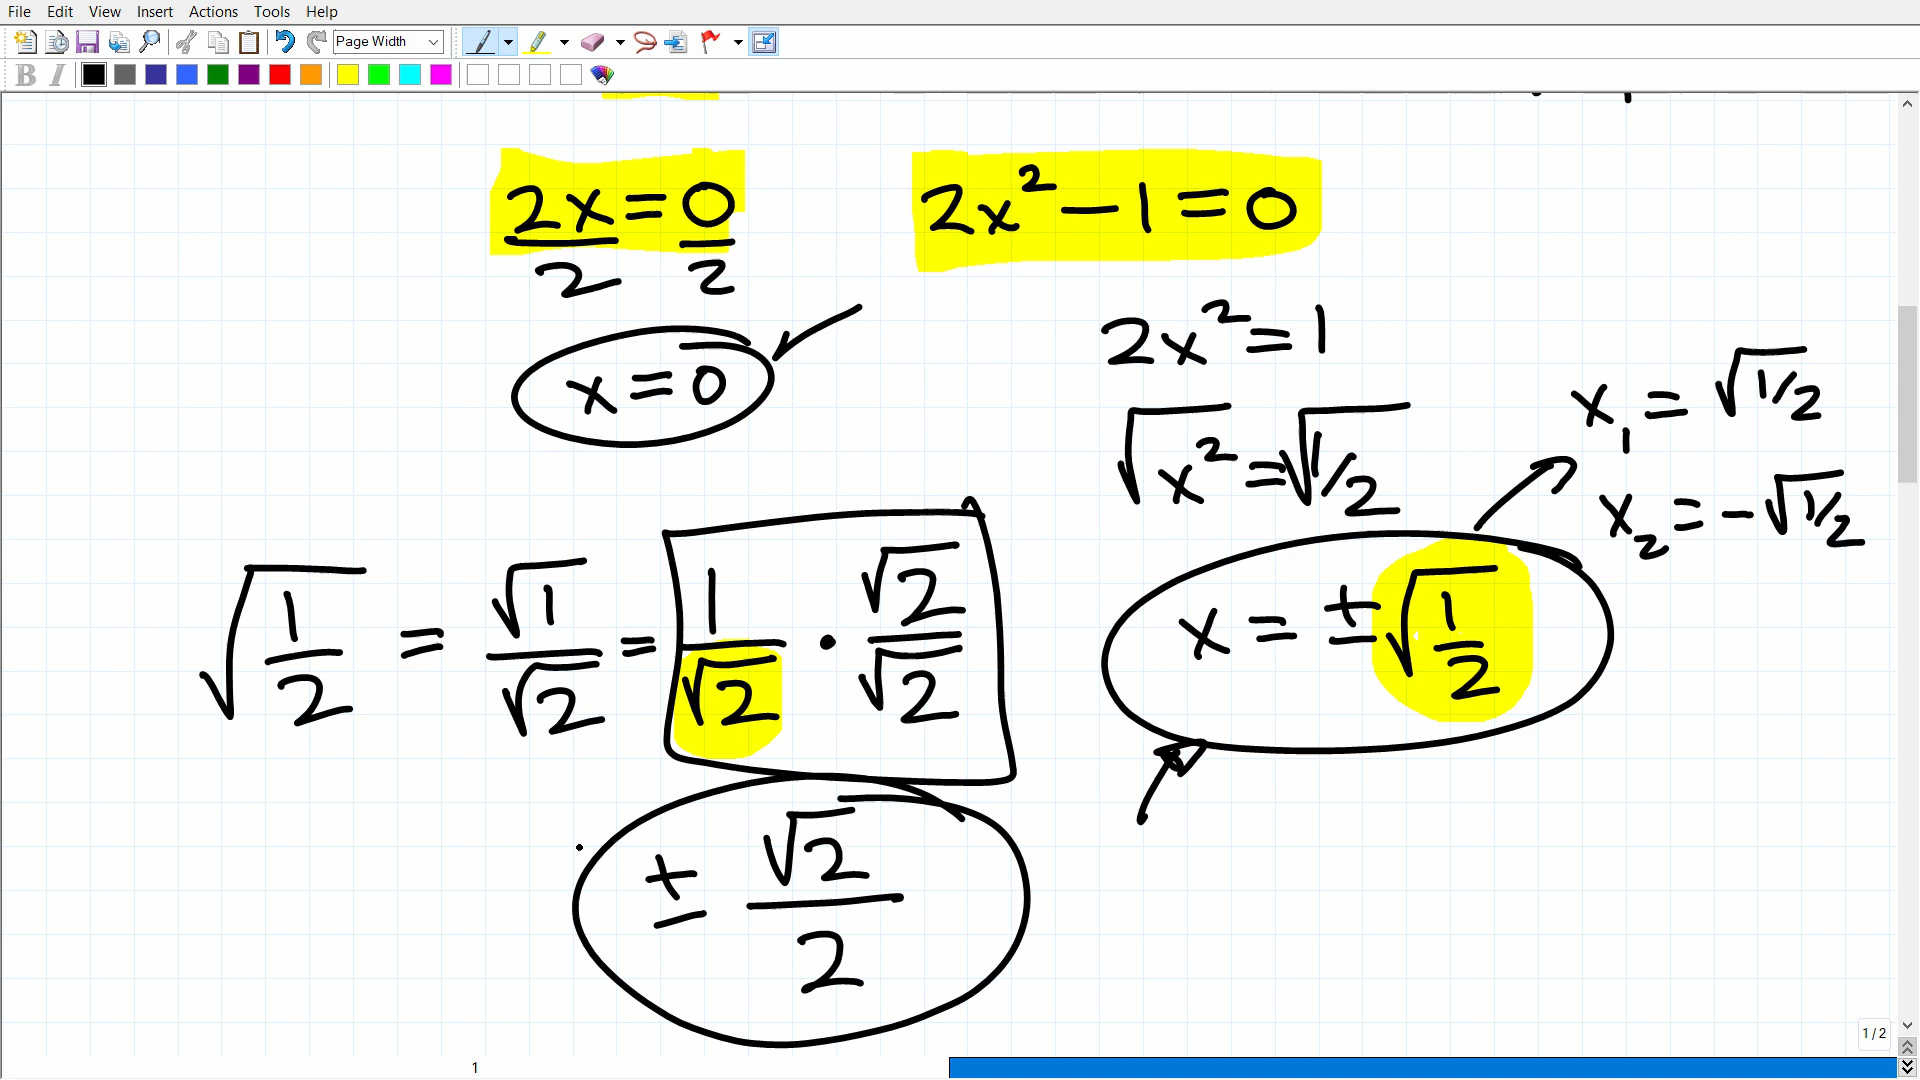 File Edit View Insert Actions Tools Help
Page Width
B I
2x = 0
2 2
x = 0
2x² - 1 = 0
2x² = 1
√x² = √1/2
x₁ = √1/2
x₂ = -√1/2
x = ± √1/2
√1/2 = √1/√2 = 1/√2 · √2/√2
± √2/2
1 / 2
1